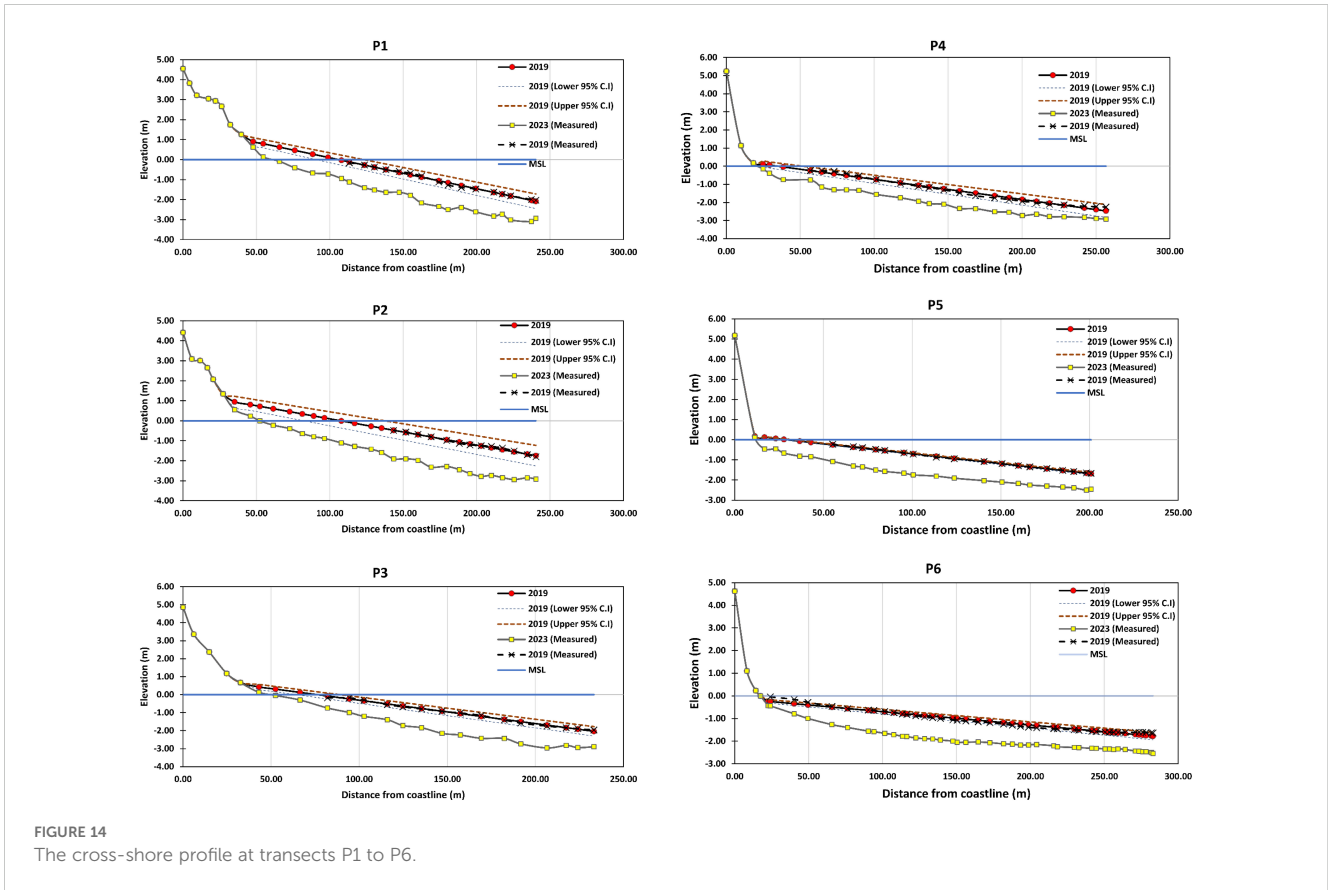 P1
5.00
4.00
3.00
2.00
1.00
0.00
-1.00
-2.00
-3.00
-4.00
Elevation (m)
0.00 50.00 100.00 150.00 200.00 250.00 300.00
Distance from coastline (m)
2019
2019 (Lower 95% C.I)
2019 (Upper 95% C.I)
2023 (Measured)
2019 (Measured)
MSL
P4
6.00
5.00
4.00
3.00
2.00
1.00
0.00
-1.00
-2.00
-3.00
-4.00
Elevation (m)
0.00 50.00 100.00 150.00 200.00 250.00 300.00
Distance from coastline (m)
2019
2019 (Lower 95% C.I)
2019 (Upper 95% C.I)
2023 (Measured)
2019 (Measured)
MSL
P2
5.00
4.00
3.00
2.00
1.00
0.00
-1.00
-2.00
-3.00
-4.00
Elevation (m)
0.00 50.00 100.00 150.00 200.00 250.00 300.00
Distance from coastline (m)
2019
2019 (Lower 95% C.I)
2019 (Upper 95% C.I)
2023 (Measured)
2019 (Measured)
MSL
P5
6.00
5.00
4.00
3.00
2.00
1.00
0.00
-1.00
-2.00
-3.00
Elevation (m)
0.00 50.00 100.00 150.00 200.00 250.00
Distance from coastline (m)
2019
2019 (Lower 95% C.I)
2019 (Upper 95% C.I)
2023 (Measured)
2019 (Measured)
MSL
P3
6.00
5.00
4.00
3.00
2.00
1.00
0.00
-1.00
-2.00
-3.00
-4.00
Elevation (m)
0.00 50.00 100.00 150.00 200.00 250.00
Distance from coastline (m)
2019
2019 (Lower 95% C.I)
2019 (Upper 95% C.I)
2023 (Measured)
2019 (Measured)
MSL
P6
5.00
4.00
3.00
2.00
1.00
0.00
-1.00
-2.00
-3.00
Elevation (m)
0.00 50.00 100.00 150.00 200.00 250.00 300.00
Distance from coastline (m)
2019
2019 (Lower 95% C.I)
2019 (Upper 95% C.I)
2023 (Measured)
2019 (Measured)
MSL
FIGURE 14
The cross-shore profile at transects P1 to P6.